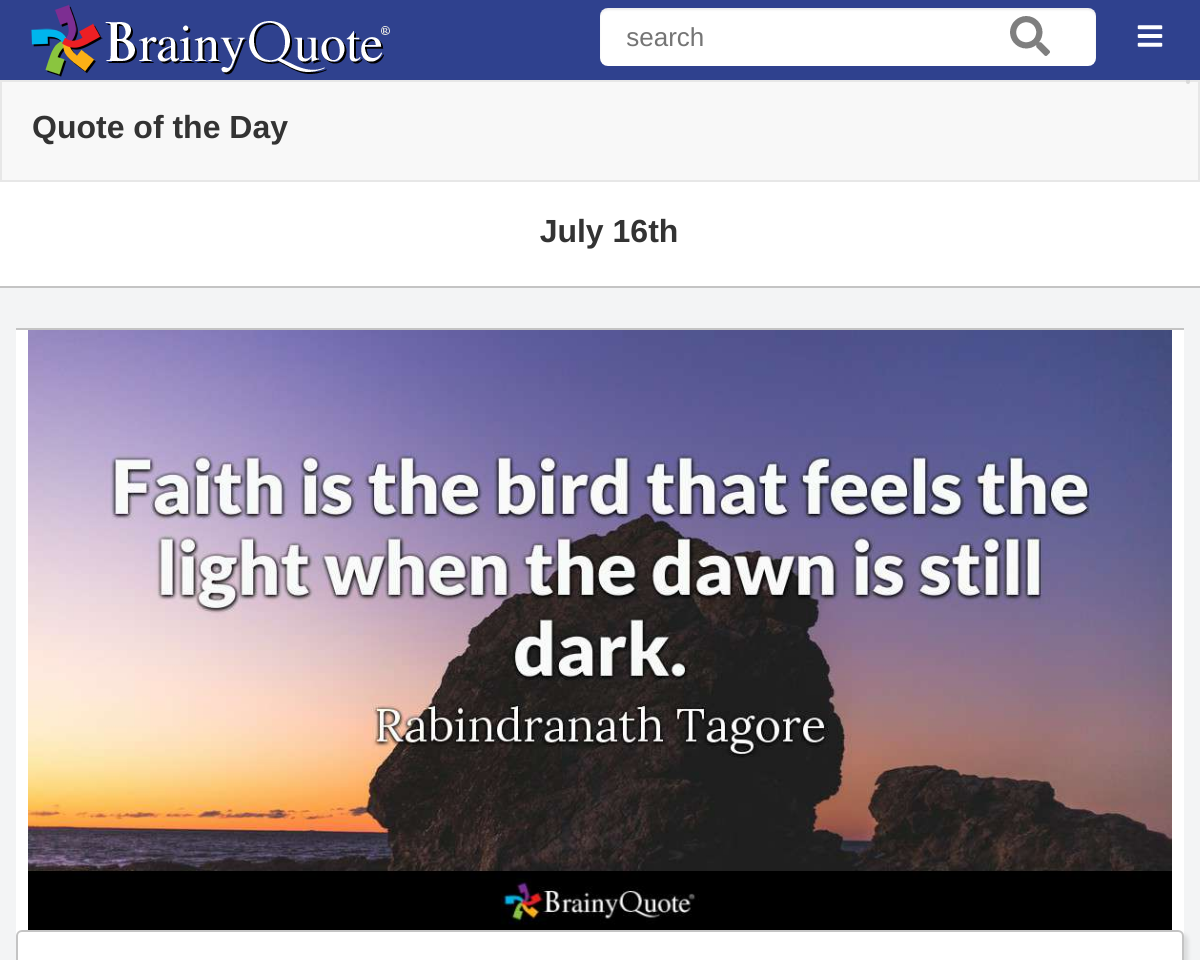 BrainyQuote®
search
Quote of the Day
July 16th
Faith is the bird that feels the
light when the dawn is still
dark.
Rabindranath Tagore
BrainyQuote®